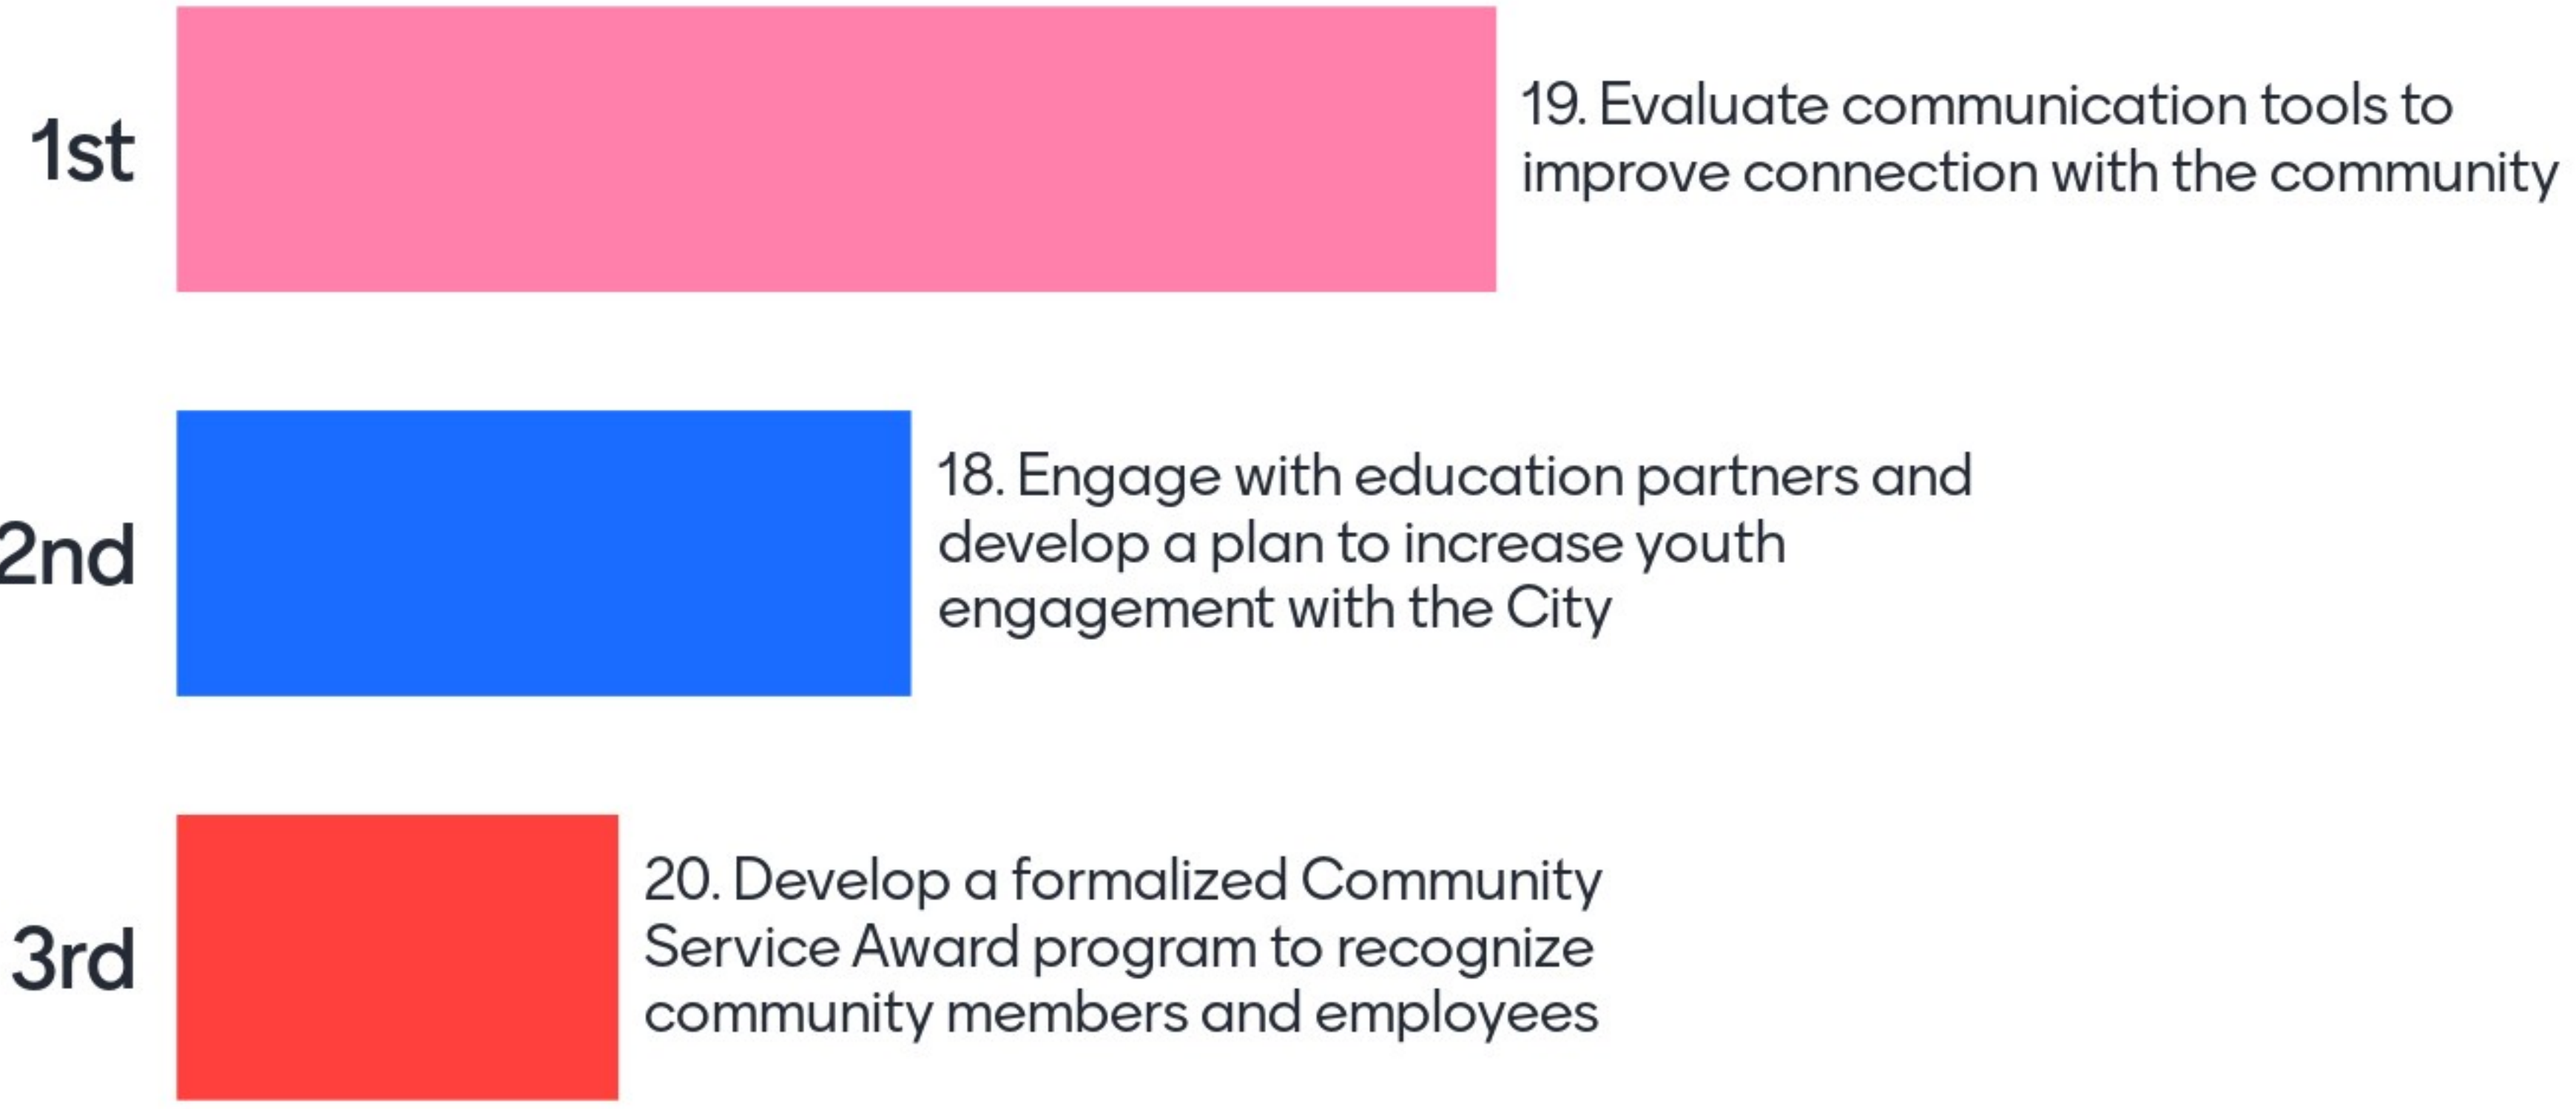 1st
19. Evaluate communication tools to
improve connection with the community
2nd
18. Engage with education partners and
develop a plan to increase youth
engagement with the City
3rd
20. Develop a formalized Community
Service Award program to recognize
community members and employees